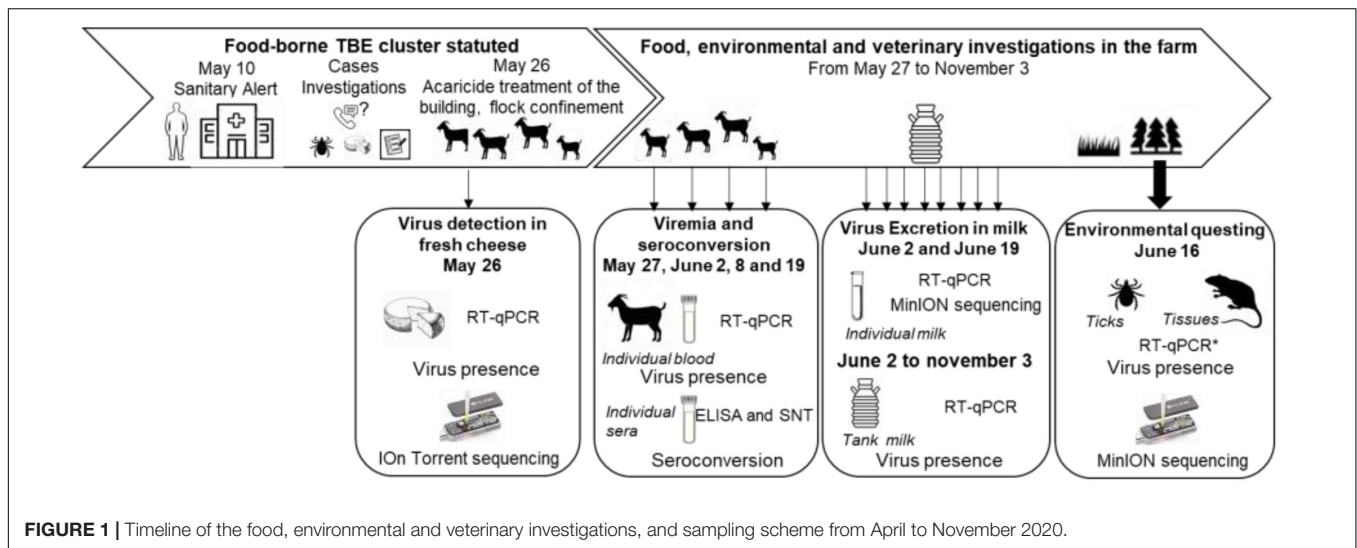 Food-borne TBE cluster statuted
May 10
Sanitary Alert
Cases
Investigations
?
May 26
Acaricide treatment of the
building, flock confinement
Food, environmental and veterinary investigations in the farm
From May 27 to November 3
Virus detection in
fresh cheese
May 26
RT-qPCR
Virus presence
IOn Torrent sequencing
Viremia and
seroconversion
May 27, June 2, 8 and 19
RT-qPCR
Individual blood
Virus presence
Individual
sera
ELISA and SNT
Seroconversion
Virus Excretion in milk
June 2 and June 19
RT-qPCR
MinION sequencing
Individual milk
June 2 to november 3
RT-qPCR
Tank milk
Virus presence
Environmental questing
June 16
Ticks
Tissues
RT-qPCR*
Virus presence
MinION sequencing
FIGURE 1 | Timeline of the food, environmental and veterinary investigations, and sampling scheme from April to November 2020.